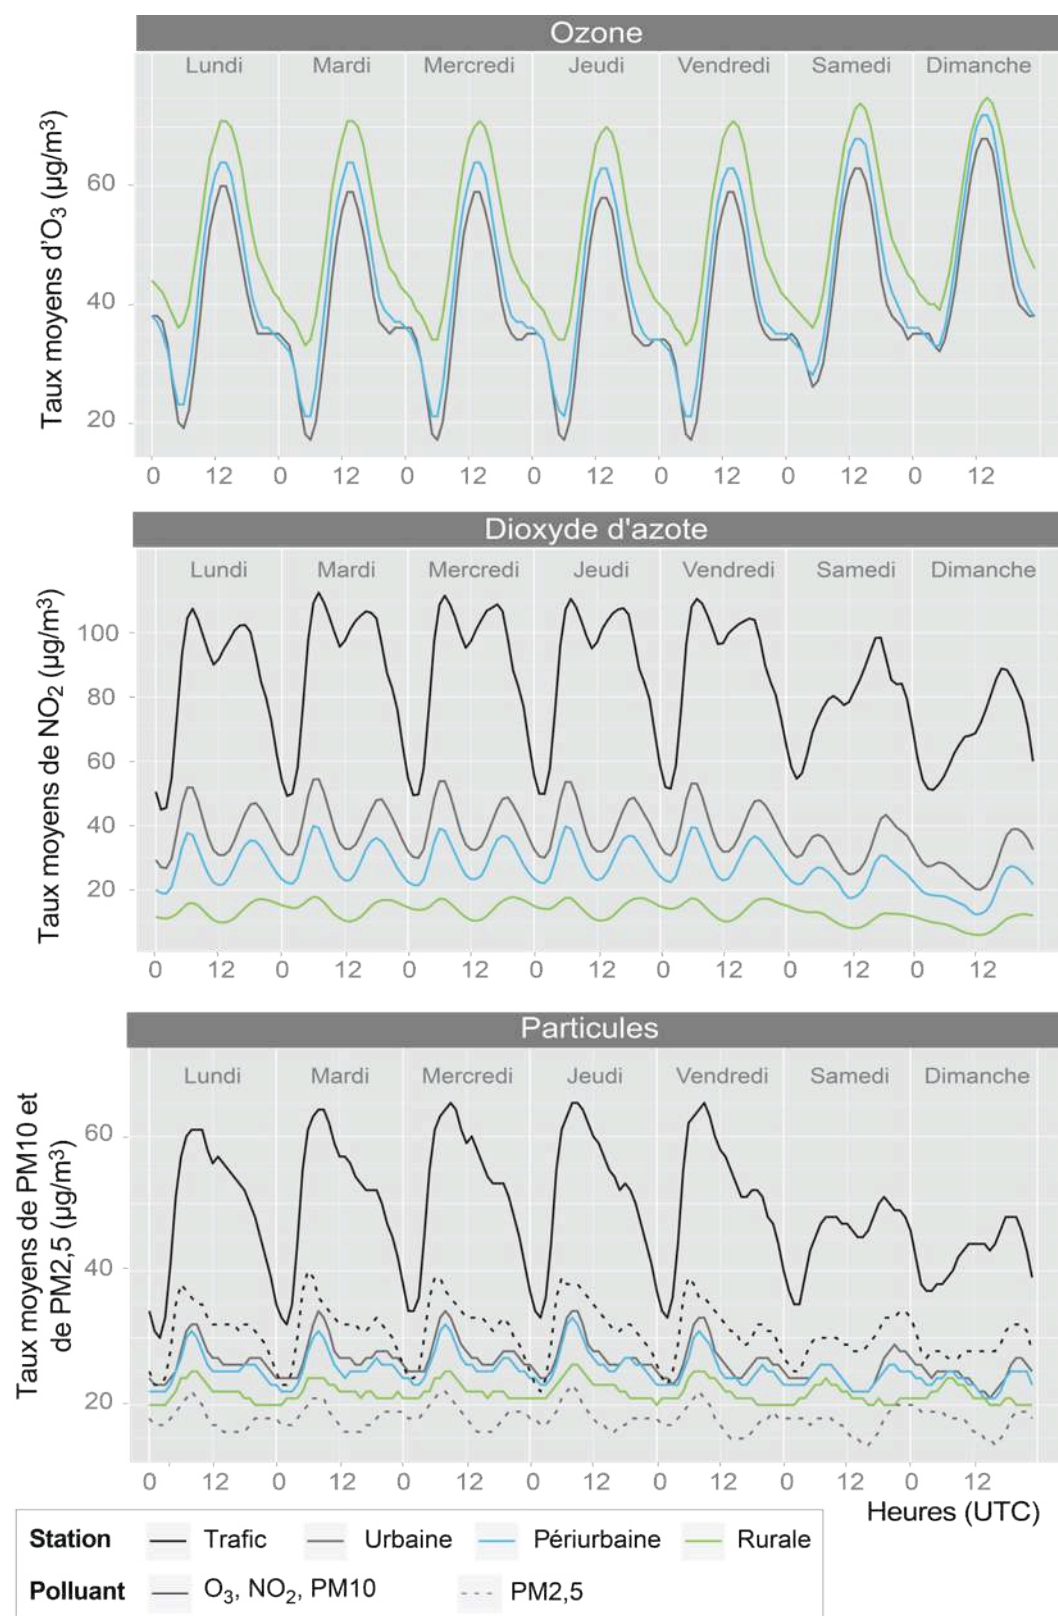 Ozone
Lundi Mardi Mercredi Jeudi Vendredi Samedi Dimanche
Taux moyens d'O3 (µg/m³)
60
40
20
0 12 0 12 0 12 0 12 0 12 0 12 0 12
Dioxyde d'azote
Lundi Mardi Mercredi Jeudi Vendredi Samedi Dimanche
Taux moyens de NO2 (µg/m³)
100
80
60
40
20
0 12 0 12 0 12 0 12 0 12 0 12 0 12
Particules
Lundi Mardi Mercredi Jeudi Vendredi Samedi Dimanche
Taux moyens de PM10 et
de PM2,5 (µg/m³)
60
40
20
0 12 0 12 0 12 0 12 0 12 0 12 0 12
Heures (UTC)
Station Trafic Urbaine Périurbaine Rurale
Polluant O3, NO2, PM10 PM2,5